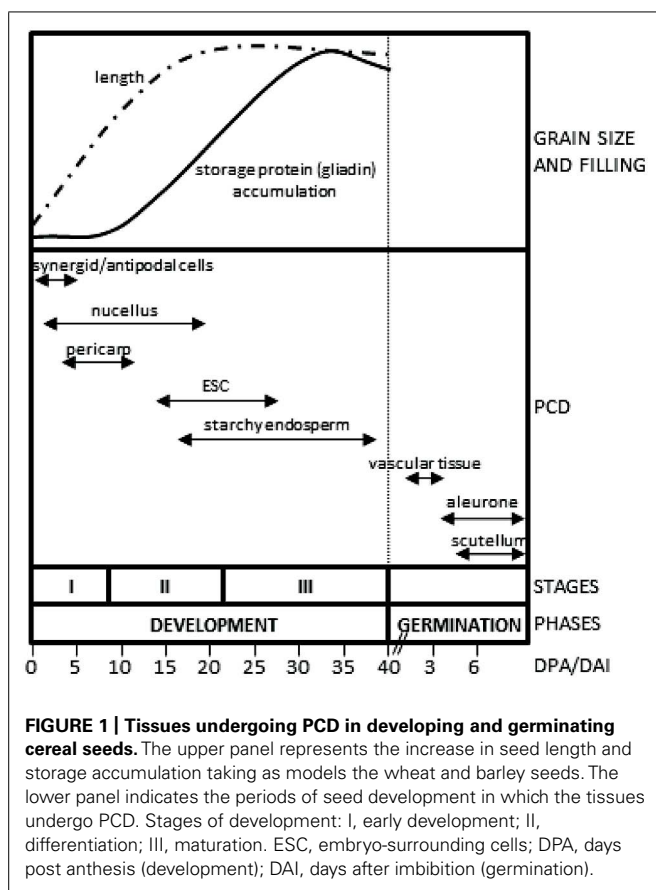 length
GRAIN SIZE
AND FILLING
storage protein (gliadin)
accumulation
synergid/antipodal cells
nucellus
pericarp
ESC
PCD
starchy endosperm
vascular tissue
aleurone
scutellum
I II III STAGES
DEVELOPMENT GERMINATION PHASES
0 5 10 15 20 25 30 35 40 3 6 DPA/DAI
FIGURE 1 | Tissues undergoing PCD in developing and germinating
cereal seeds. The upper panel represents the increase in seed length and
storage accumulation taking as models the wheat and barley seeds. The
lower panel indicates the periods of seed development in which the tissues
undergo PCD. Stages of development: I, early development; II,
differentiation; III, maturation. ESC, embryo-surrounding cells; DPA, days
post anthesis (development); DAI, days after imbibition (germination).